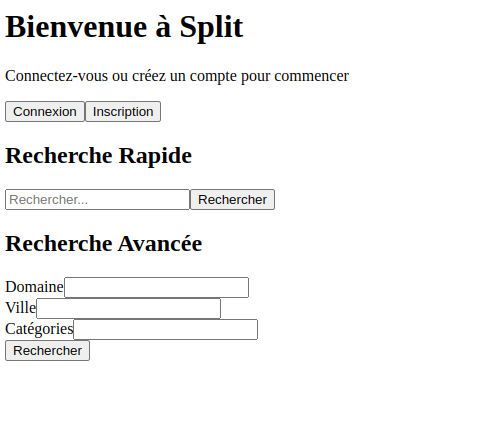 Bienvenue à Split
Connectez-vous ou créez un compte pour commencer
Connexion Inscription
Recherche Rapide
Rechercher... Rechercher
Recherche Avancée
Domaine
Ville
Catégories
Rechercher